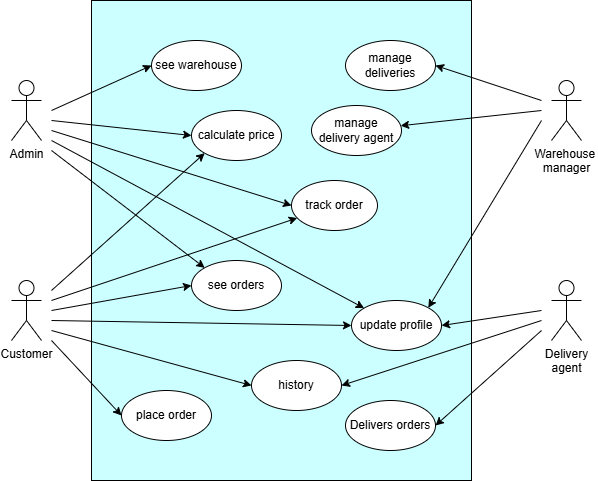 see warehouse
manage
deliveries
calculate price
manage
delivery agent
Admin
Warehouse
manager
track order
see orders
update profile
Customer
Delivery
agent
history
place order
Delivers orders